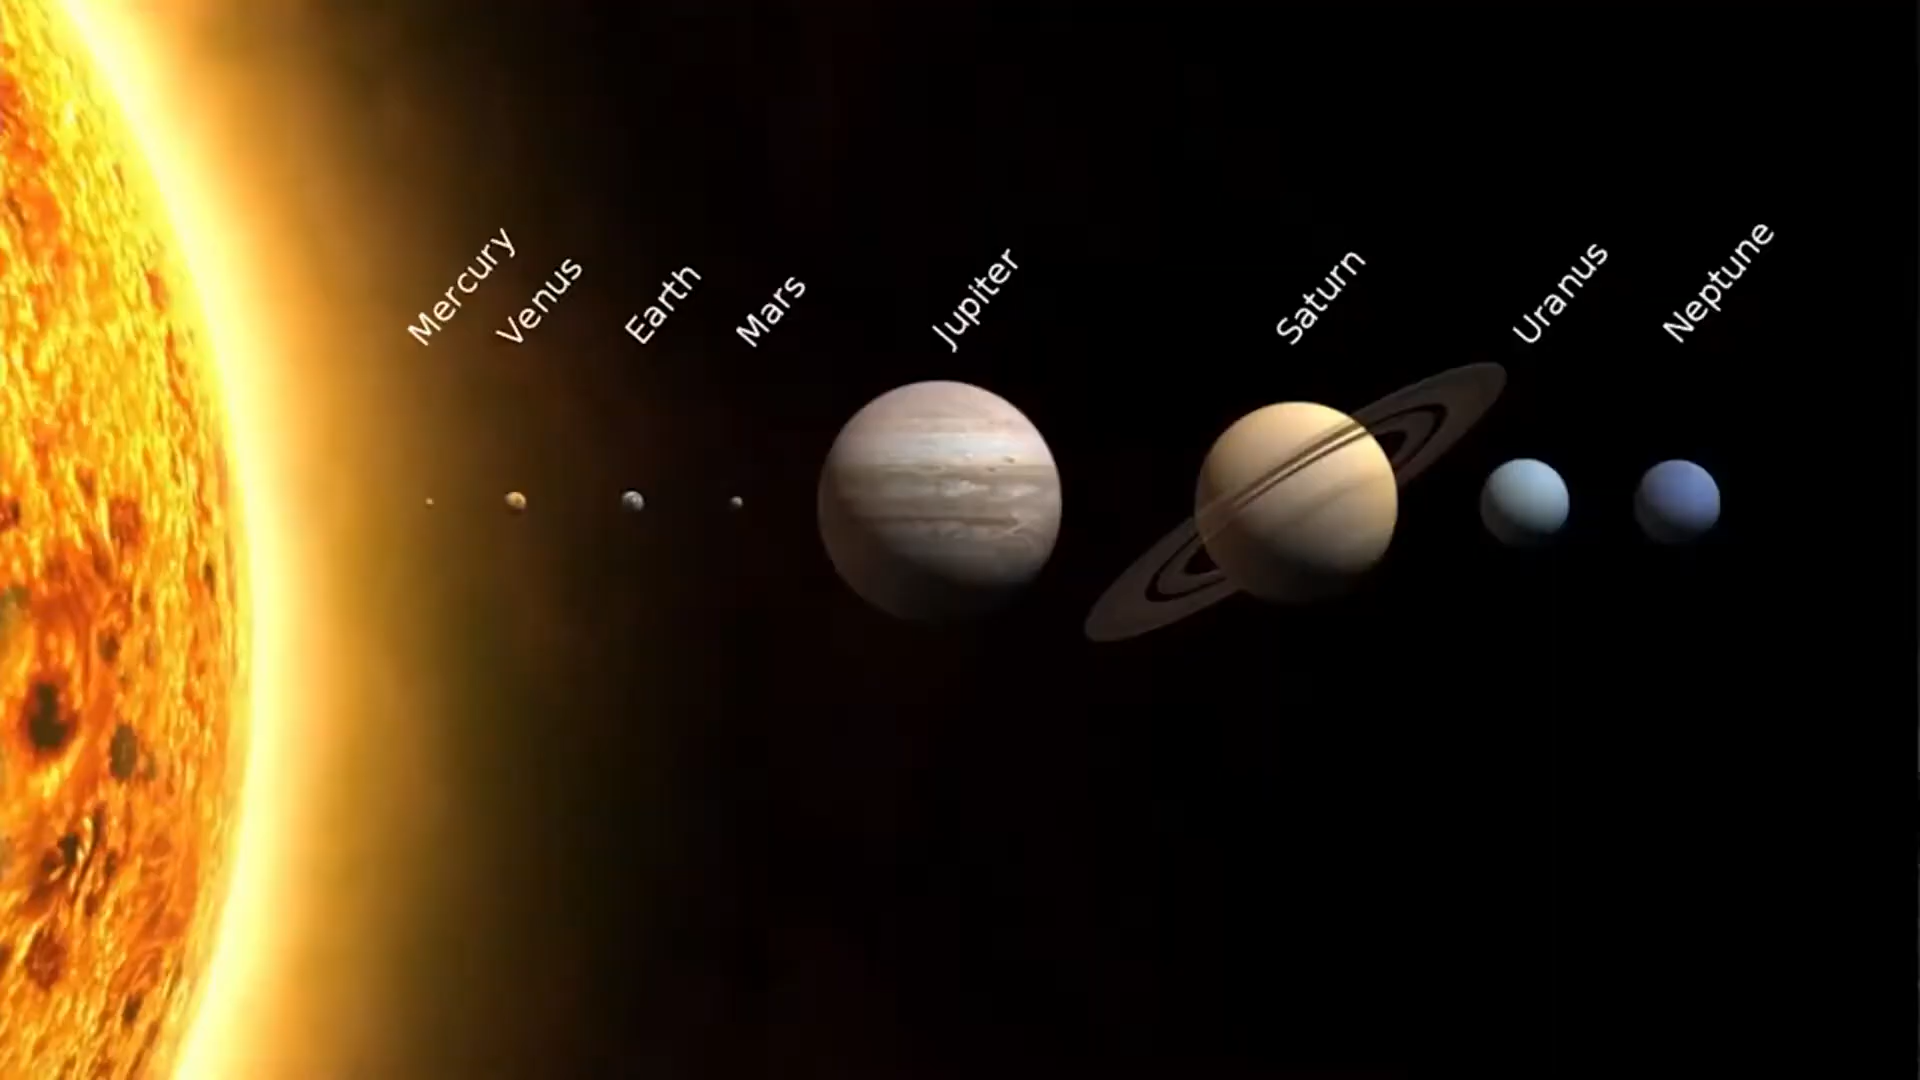 Mercury
Venus
Earth
Mars
Jupiter
Saturn
Uranus
Neptune